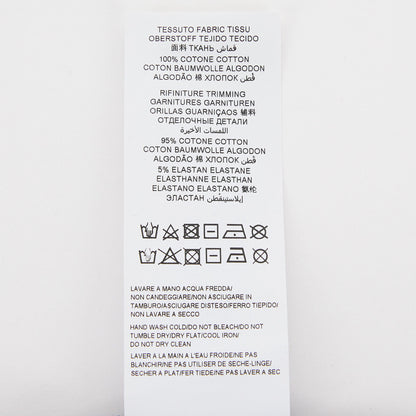 TESSUTO FABRIC TISSU
OBERSTOFF TEJIDO TECIDO
面料 ТКАНЬ قماش
100% COTONE COTTON
COTON BAUMWOLLE ALGODON
ALGODÃO 棉 ХЛОПОК قطن
RIFINITURE TRIMMING
GARNITURES GARNITUREN
ORILLAS GUARNIÇAOS 辅料
ОТДЕЛОЧНЫЕ ДЕТАЛИ
اللمسات الأخيرة
95% COTONE COTTON
COTON BAUMWOLLE ALGODON
ALGODÃO 棉 ХЛОПОК قطن
5% ELASTAN ELASTANE
ELASTHANNE ELASTHAN
ELASTANO ELASTANO 氨纶
ЭЛАСТАН إيلاستينقطن
LAVARE A MANO ACQUA FREDDA/
NON CANDEGGIARE/NON ASCIUGARE IN
TAMBURO/ASCIUGARE DISTESO/FERRO TIEPIDO/
NON LAVARE A SECCO
HAND WASH COLD/DO NOT BLEACH/DO NOT
TUMBLE DRY/DRY FLAT/COOL IRON/
DO NOT DRY CLEAN
LAVER A LA MAIN A L'EAU FROIDE/NE PAS
BLANCHIR/NE PAS UTILISER DE SECHE-LINGE/
SECHER A PLAT/FER TIEDE/NE PAS LAVER A SEC